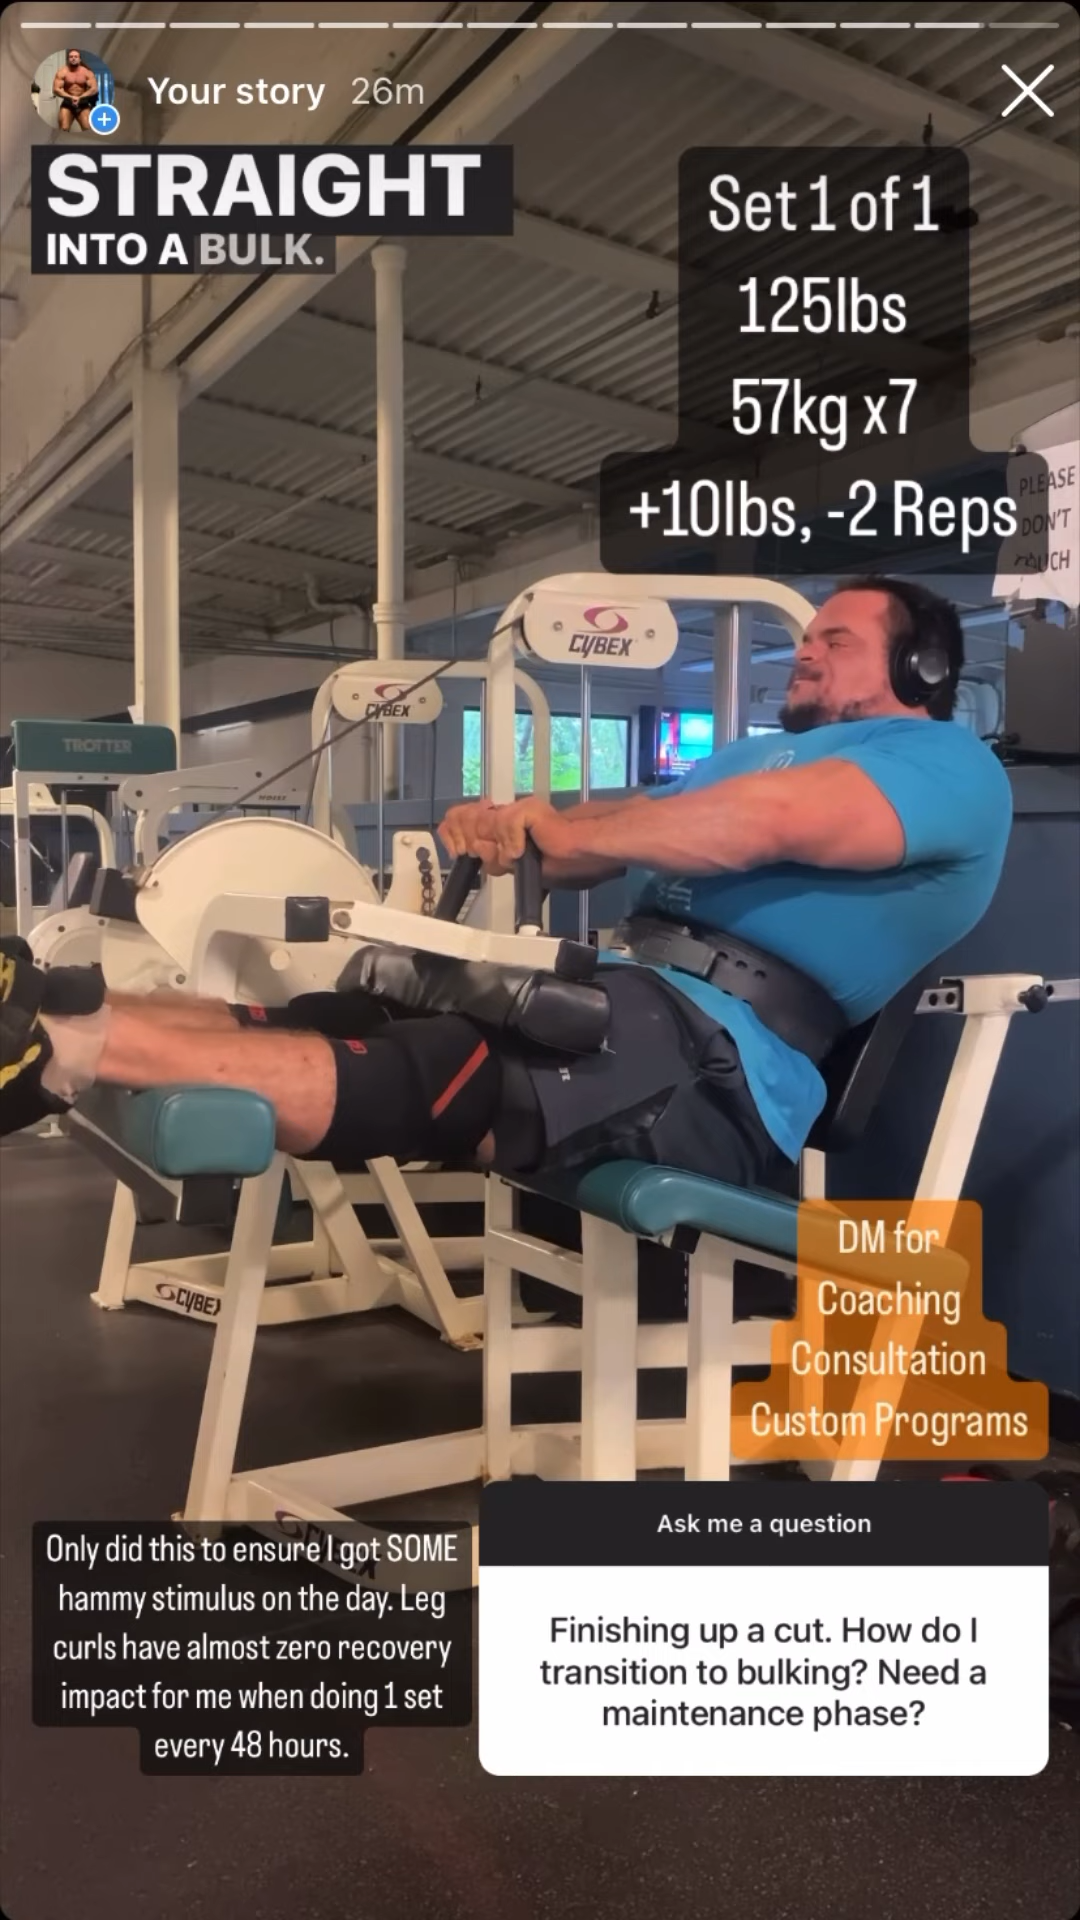 Your story 26m
STRAIGHT
INTO A BULK.
Set 1 of 1
125lbs
57kg x7
+10lbs, -2 Reps
PLEASE
DON'T
TOUCH
CYBEX
CYBEX
TROTTER
CYBEX
DM for
Coaching
Consultation
Custom Programs
CYBEX
Only did this to ensure I got SOME
hammy stimulus on the day. Leg
curls have almost zero recovery
impact for me when doing 1 set
every 48 hours.
Ask me a question
Finishing up a cut. How do I
transition to bulking? Need a
maintenance phase?